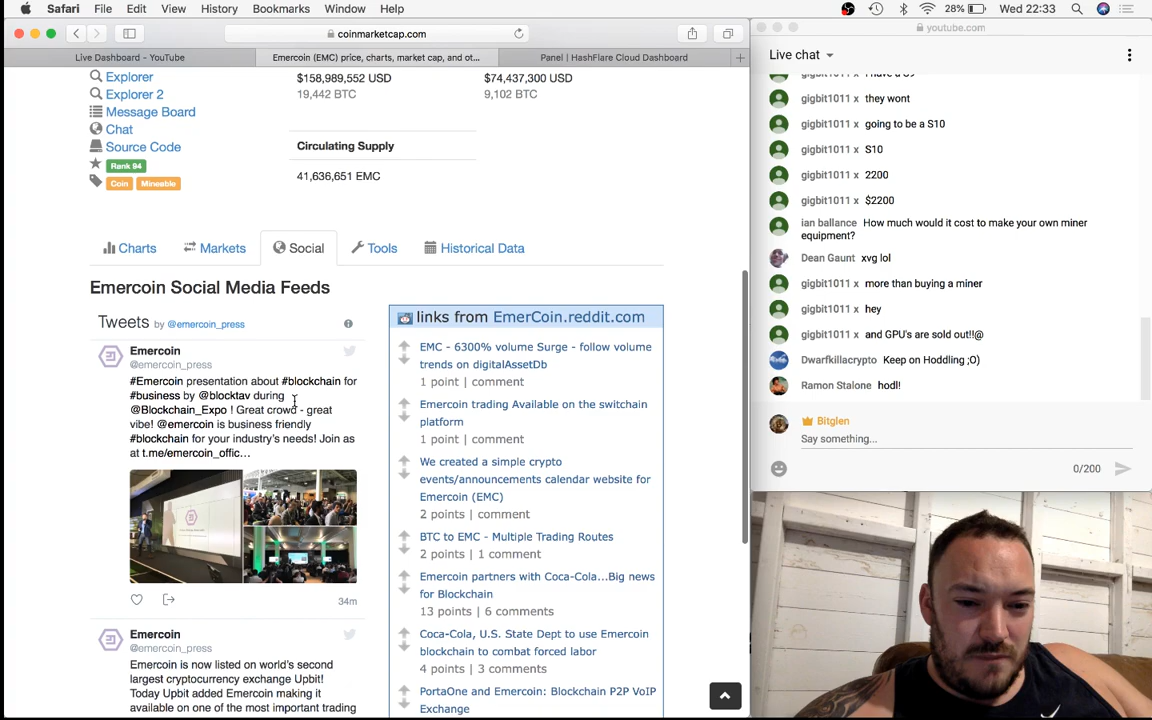 Safari File Edit View History Bookmarks Window Help
28% Wed 22:33
coinmarketcap.com
youtube.com
Live Dashboard - YouTube
Emercoin (EMC) price, charts, market cap, and ot...
Panel | HashFlare Cloud Dashboard
Explorer
Explorer 2
Message Board
Chat
Source Code
Rank 94
Coin Mineable
$158,989,552 USD
19,442 BTC
$74,437,300 USD
9,102 BTC
Circulating Supply
41,636,651 EMC
Charts Markets Social Tools Historical Data
Emercoin Social Media Feeds
Tweets by @emercoin_press
Emercoin
@emercoin_press
#Emercoin presentation about #blockchain for
#business by @blocktav during
@Blockchain_Expo ! Great crowd - great
vibe! @emercoin is business friendly
#blockchain for your industry's needs! Join as
at t.me/emercoin_offic...
34m
Emercoin
@emercoin_press
Emercoin is now listed on world's second
largest cryptocurrency exchange Upbit!
Today Upbit added Emercoin making it
available on one of the most important trading
links from EmerCoin.reddit.com
EMC - 6300% volume Surge - follow volume
trends on digitalAssetDb
1 point | comment
Emercoin trading Available on the switchain
platform
1 point | comment
We created a simple crypto
events/announcements calendar website for
Emercoin (EMC)
2 points | comment
BTC to EMC - Multiple Trading Routes
2 points | 1 comment
Emercoin partners with Coca-Cola...Big news
for Blockchain
13 points | 6 comments
Coca-Cola, U.S. State Dept to use Emercoin
blockchain to combat forced labor
4 points | 3 comments
PortaOne and Emercoin: Blockchain P2P VoIP
Exchange
Live chat
gigbit1011 x I have a S9
gigbit1011 x they wont
gigbit1011 x going to be a S10
gigbit1011 x S10
gigbit1011 x 2200
gigbit1011 x $2200
ian ballance How much would it cost to make your own miner
equipment?
Dean Gaunt xvg lol
gigbit1011 x more than buying a miner
gigbit1011 x hey
gigbit1011 x and GPU's are sold out!!@
Dwarfkillacrypto Keep on Hoddling ;O)
Ramon Stalone hodl!
Bitglen
Say something...
0/200